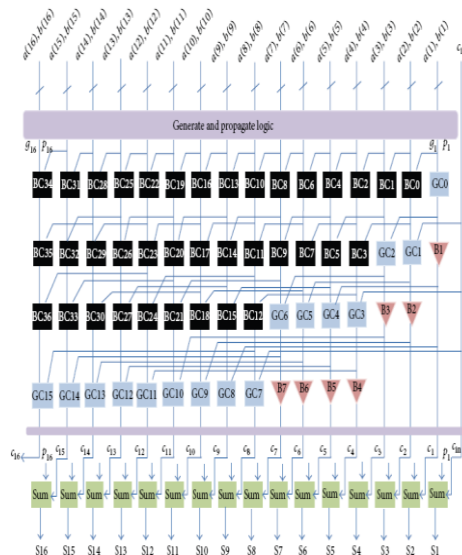 a(16), b(16) a(15), b(15) a(14), b(14) a(13), b(13) a(12), b(12) a(11), b(11) a(10), b(10) a(9), b(9) a(8), b(8) a(7), b(7) a(6), b(6) a(5), b(5) a(4), b(4) a(3), b(3) a(2), b(2) a(1), b(1) c
Generate and propagate logic
g16 p16 g1 p1
BC34 BC31 BC28 BC25 BC22 BC19 BC16 BC13 BC10 BC8 BC6 BC4 BC2 BC1 BC0 GC0
BC35 BC32 BC29 BC26 BC23 BC20 BC17 BC14 BC11 BC9 BC7 BC5 BC3 GC2 GC1 B1
BC36 BC33 BC30 BC27 BC24 BC21 BC18 BC15 BC12 GC6 GC5 GC4 GC3 B3 B2
GC15 GC14 GC13 GC12 GC11 GC10 GC9 GC8 GC7 B7 B6 B5 B4
c16 p16 c15 c14 c13 c12 c11 c10 c9 c8 c7 c6 c5 c4 c3 c2 c1 p1 cin
Sum Sum Sum Sum Sum Sum Sum Sum Sum Sum Sum Sum Sum Sum Sum Sum
S16 S15 S14 S13 S12 S11 S10 S9 S8 S7 S6 S5 S4 S3 S2 S1